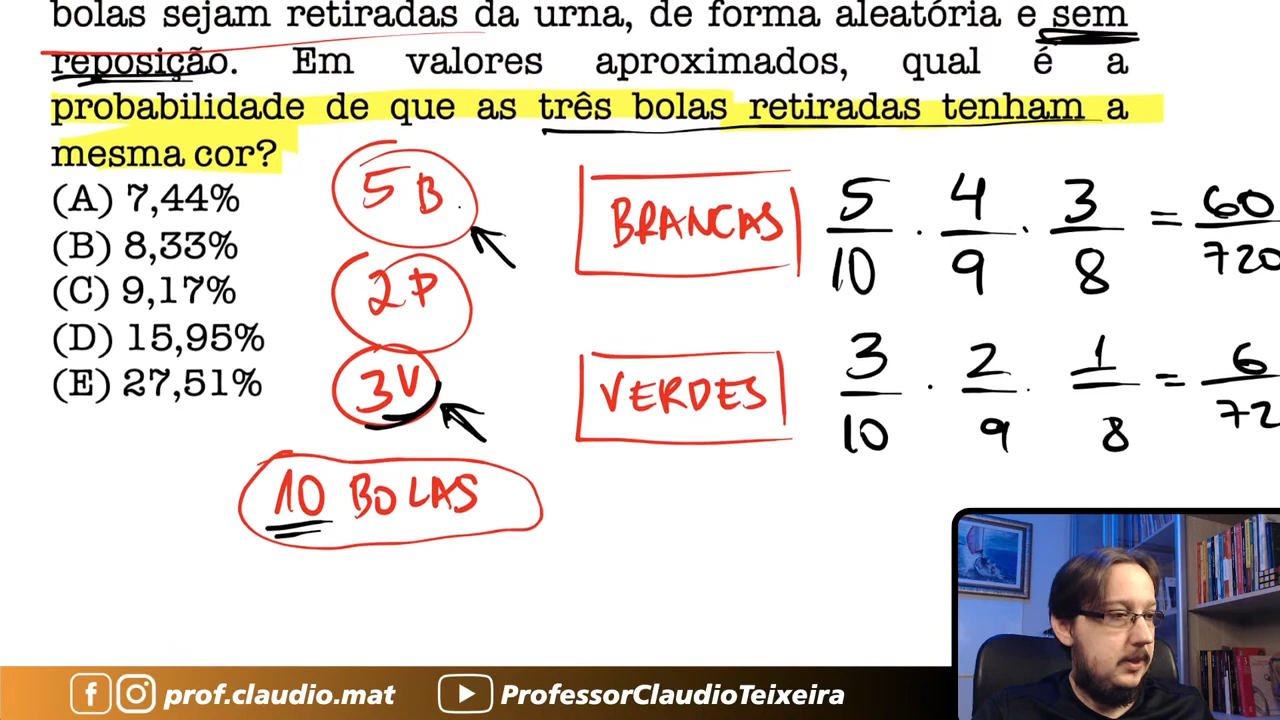 bolas sejam retiradas da urna, de forma aleatória e sem
reposição. Em valores aproximados, qual é a
probabilidade de que as três bolas retiradas tenham a
mesma cor?
(A) 7,44%
(B) 8,33%
(C) 9,17%
(D) 15,95%
(E) 27,51%
5B
2P
3V
10 BOLAS
BRANCAS
5/10 . 4/9 . 3/8 = 60/720
VERDES
3/10 . 2/9 . 1/8 = 6/72
prof.claudio.mat
ProfessorClaudioTeixeira